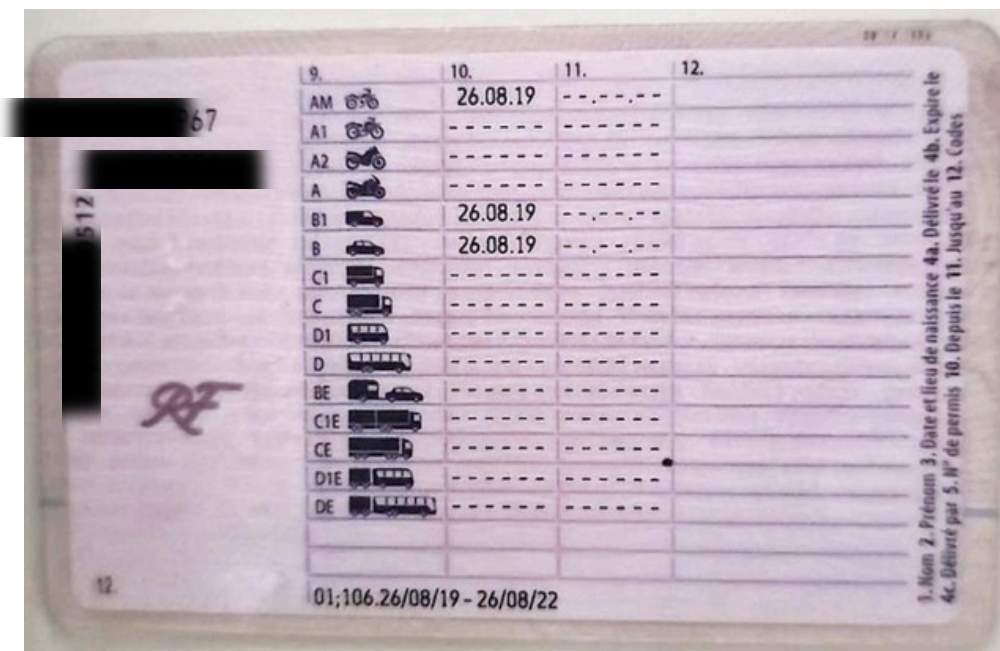 967
512
9. 10. 11. 12.
AM 26.08.19 --.--.--
A1 ------ ------
A2 ------ ------
A ------ ------
B1 26.08.19 --.--.--
B 26.08.19 --.--.--
C1 ------ ------
C ------ ------
D1 ------ ------
D ------ ------
BE ------ ------
C1E ------ ------
CE ------ ------
D1E ------ ------
DE ------ ------
12.
01;106.26/08/19 - 26/08/22
RF
1. Nom 2. Prénom 3. Date et lieu de naissance 4a. Délivré le 4b. Expire le
4c. Délivré par 5. N° de permis 10. Depuis le 11. Jusqu'au 12. Codes